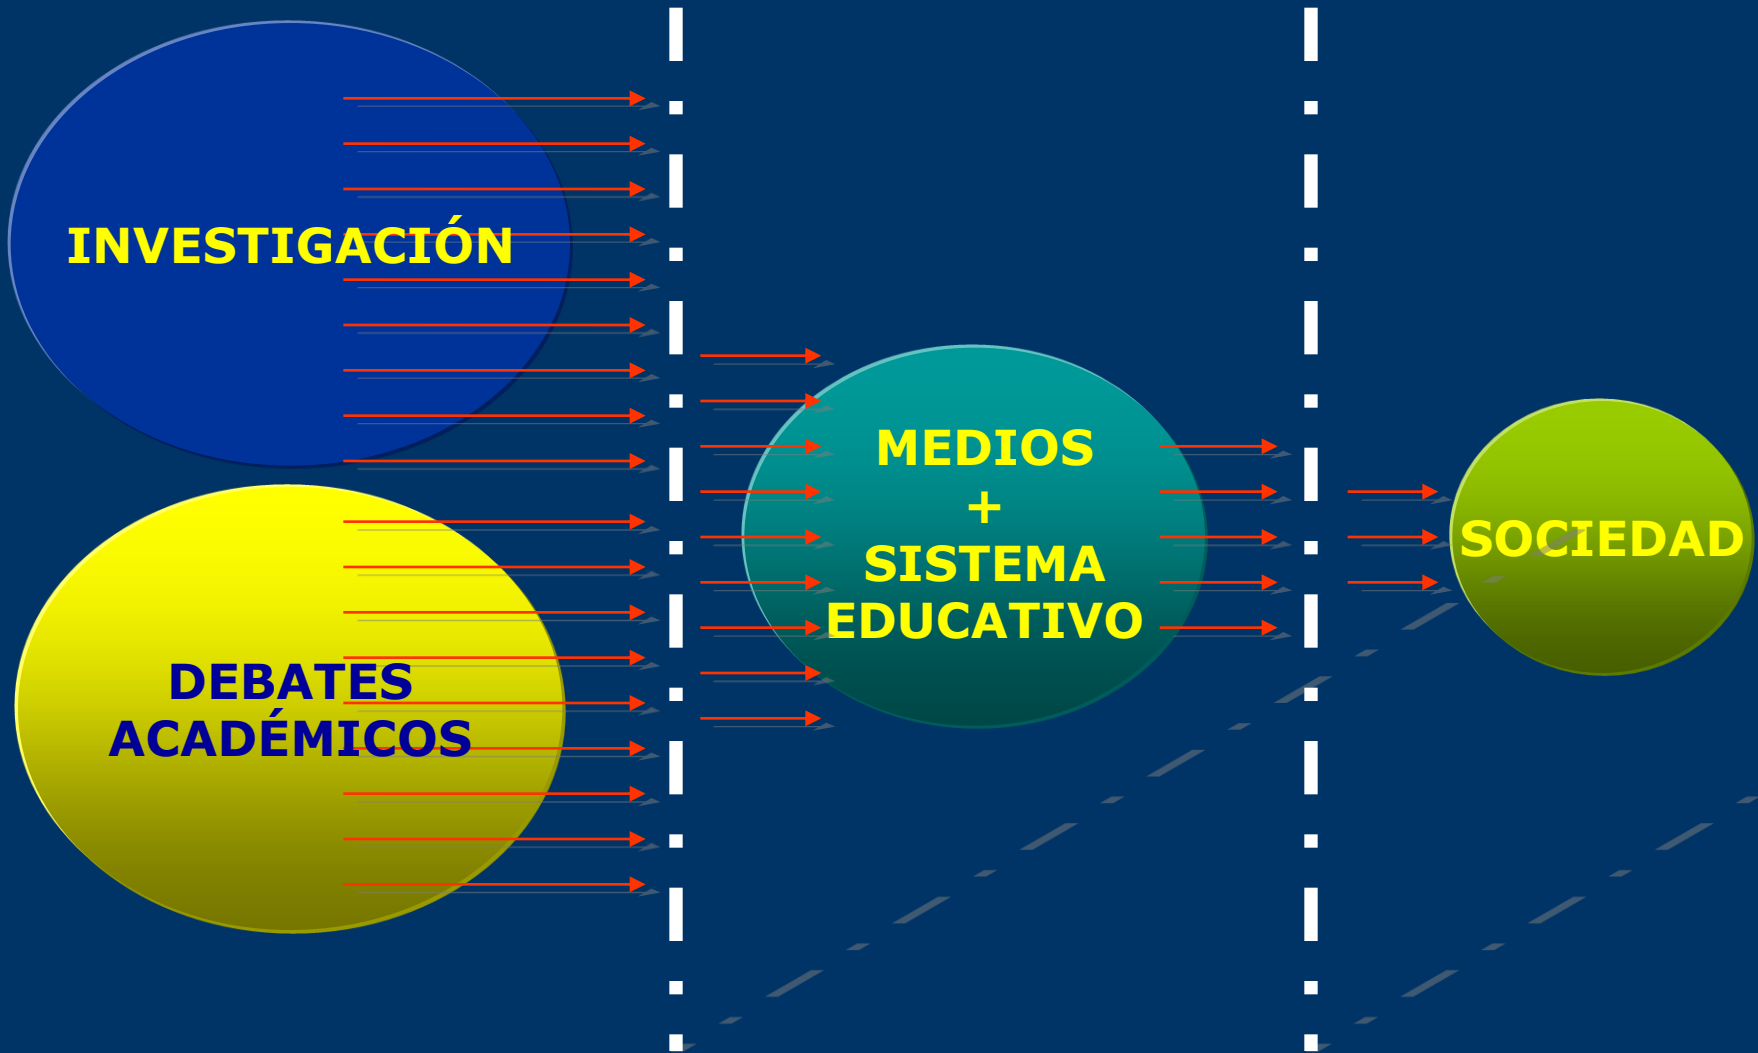 INVESTIGACIÓN
DEBATES
ACADÉMICOS
MEDIOS
+
SISTEMA
EDUCATIVO
SOCIEDAD